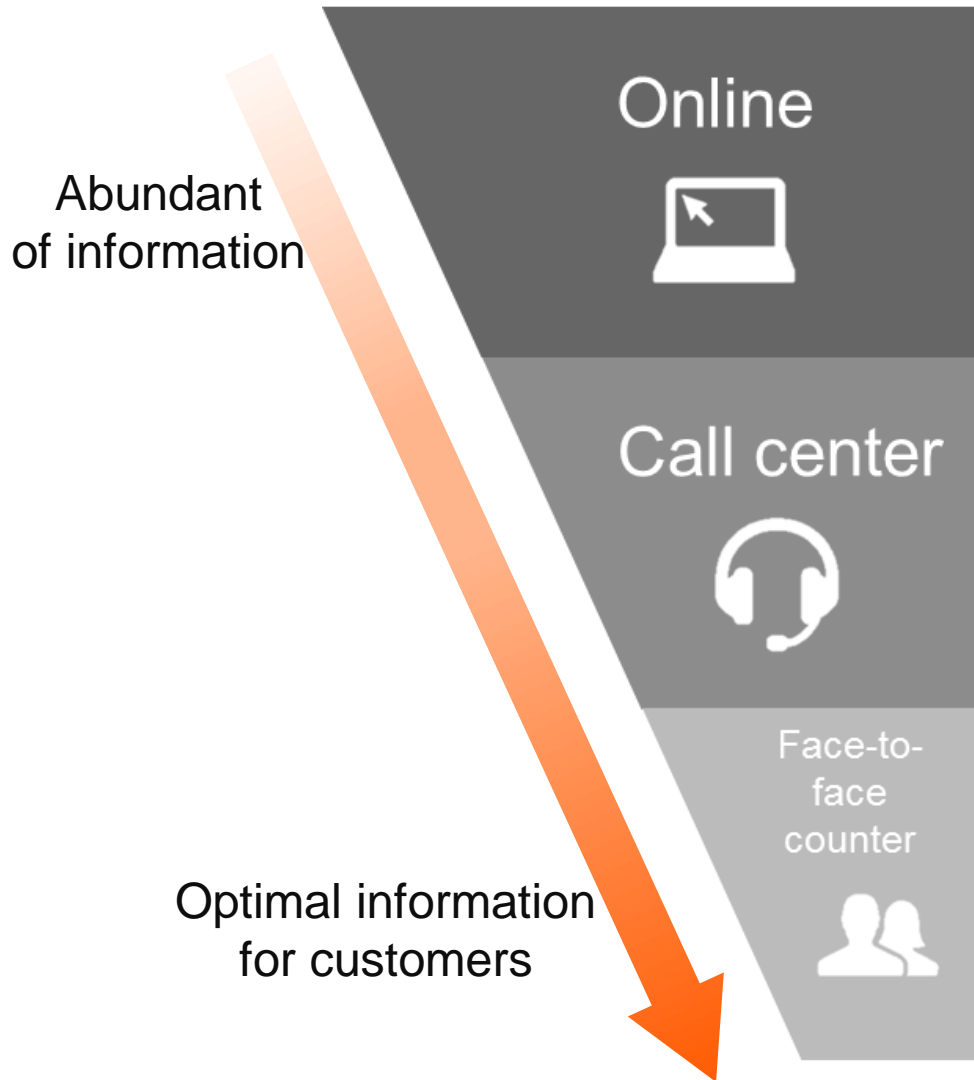 Online
Abundant
of information
Call center
Face-to-
face
counter
Optimal information
for customers